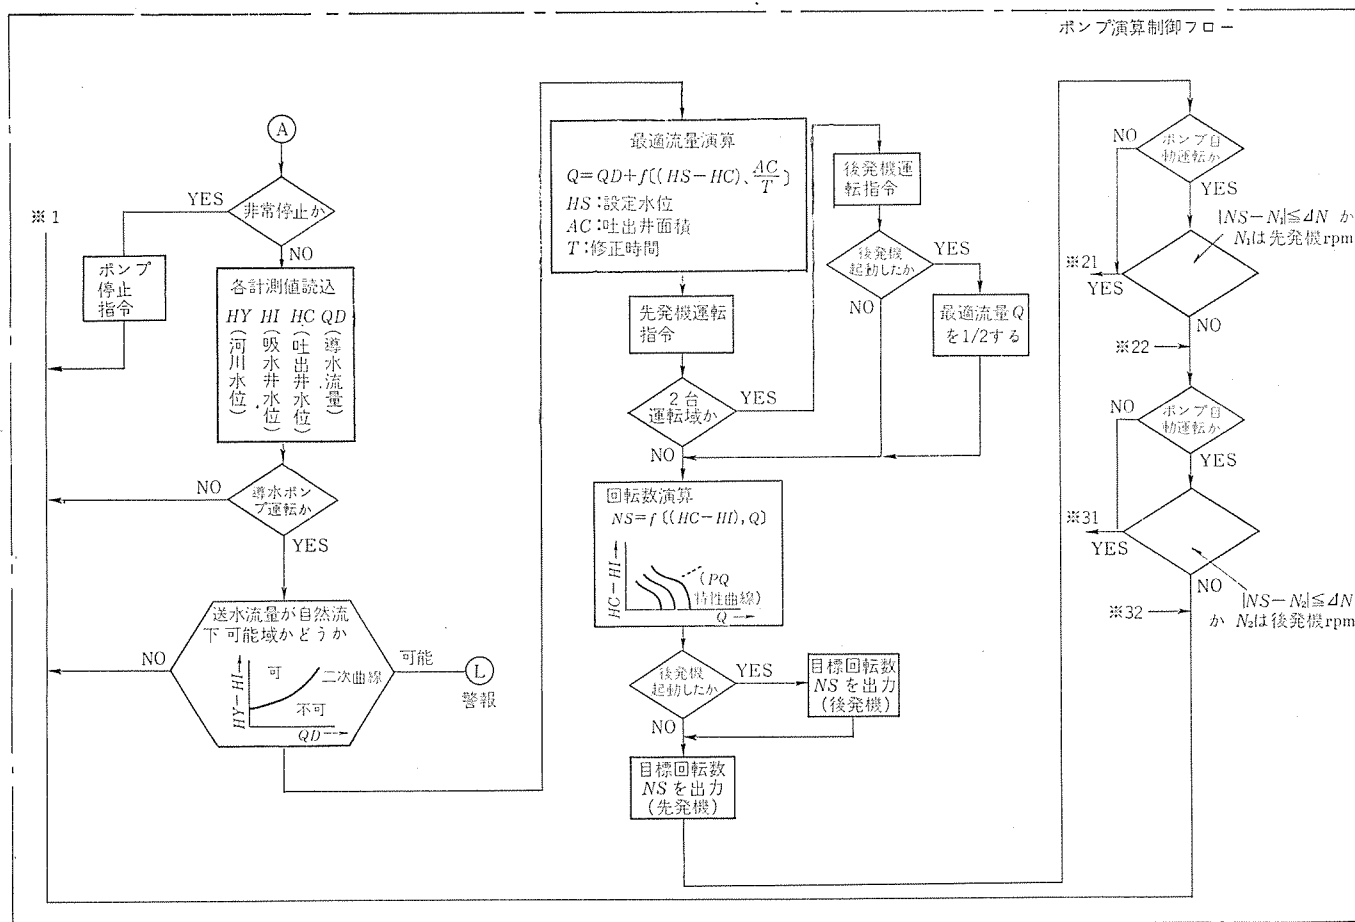 ポンプ演算制御フロー
A
非常停止か
YES
NO
※1
ポンプ
停止
指令
各計測値読込
HY HI HC QD
(河川水位)
(吸水井水位)
(吐出井水位)
(導水流量)
導水ポン
プ運転か
NO
YES
送水流量が自然流
下可能域かどうか
NO
可能
L
警報
HY−HI
可
二次曲線
不可
QD
最適流量演算
Q=QD+f〔(HS−HC)、AC/T〕
HS:設定水位
AC:吐出井面積
T:修正時間
先発機運転
指令
2台
運転域か
YES
NO
後発機運
転指令
後発機
起動したか
YES
NO
最適流量Q
を1/2する
回転数演算
NS=f〔(HC−HI), Q〕
HC−HI
(PQ
特性曲線)
Q
後発機
起動したか
YES
NO
目標回転数
NSを出力
(後発機)
目標回転数
NSを出力
(先発機)
ポンプ自
動運転か
NO
YES
|NS−N₁|≦ΔN か
N₁は先発機rpm
※21
YES
NO
※22
ポンプ自
動運転か
NO
YES
※31
YES
NO
※32
|NS−N₂|≦ΔN
か N₂は後発機rpm